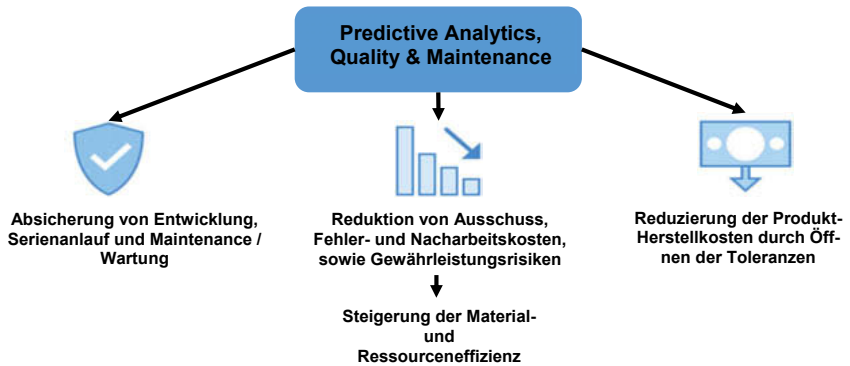 Predictive Analytics,
Quality & Maintenance
Absicherung von Entwicklung,
Serienanlauf und Maintenance /
Wartung
Reduktion von Ausschuss,
Fehler- und Nacharbeitskosten,
sowie Gewährleistungsrisiken
Steigerung der Material-
und
Ressourceneffizienz
Reduzierung der Produkt-
Herstellkosten durch Öff-
nen der Toleranzen